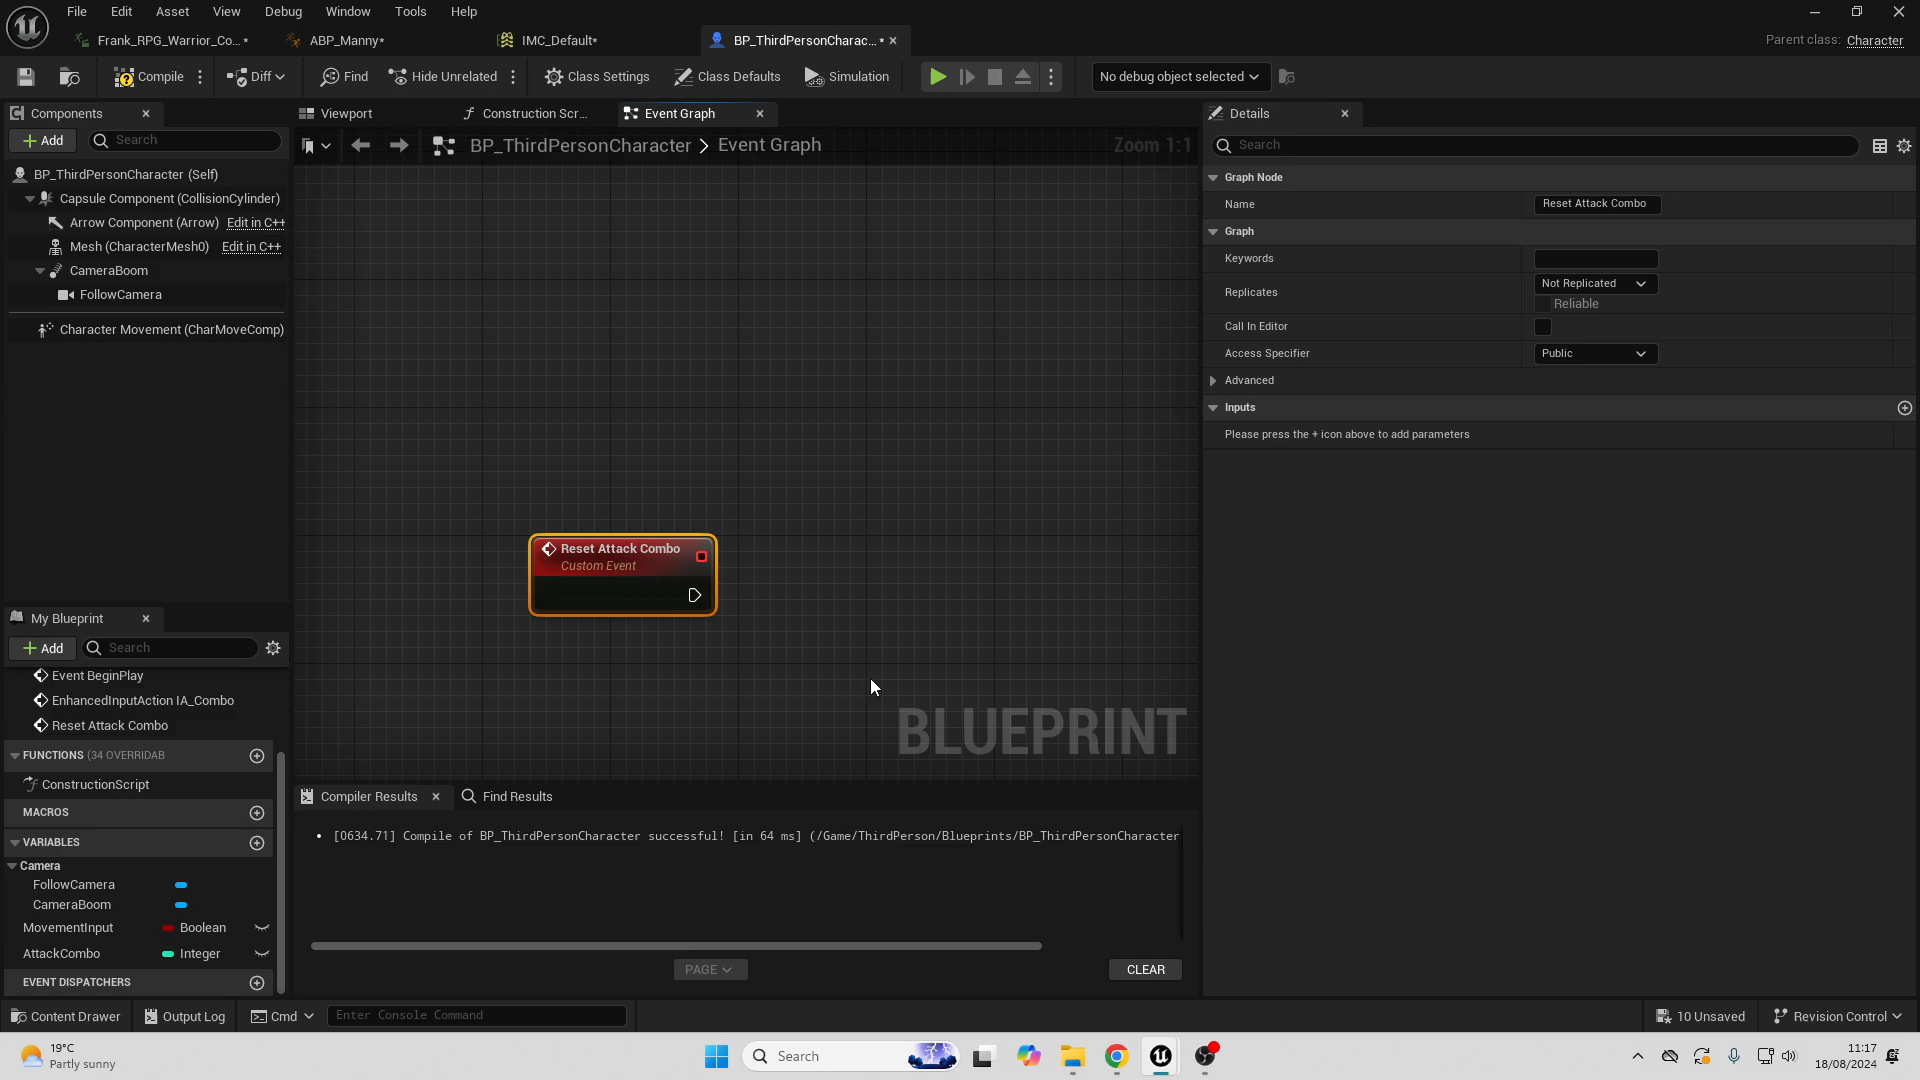 File Edit Asset View Debug Window Tools Help
Frank_RPG_Warrior_Co... * ABP_Manny* IMC_Default* BP_ThirdPersonCharac... * Parent class: Character
Compile Diff Find Hide Unrelated Class Settings Class Defaults Simulation No debug object selected
Components Viewport Construction Scr... Event Graph Details
Add Search BP_ThirdPersonCharacter > Event Graph Zoom 1:1 Search
BP_ThirdPersonCharacter (Self)
Capsule Component (CollisionCylinder)
Arrow Component (Arrow) Edit in C++
Mesh (CharacterMesh0) Edit in C++
CameraBoom
FollowCamera
Character Movement (CharMoveComp)
Graph Node
Name Reset Attack Combo
Graph
Keywords
Replicates Not Replicated
Reliable
Call In Editor
Access Specifier Public
Advanced
Inputs
Please press the + icon above to add parameters
Reset Attack Combo
Custom Event
BLUEPRINT
My Blueprint
Add Search
Event BeginPlay
EnhancedInputAction IA_Combo
Reset Attack Combo
FUNCTIONS (34 OVERRIDAB
ConstructionScript
MACROS
VARIABLES
Camera
FollowCamera
CameraBoom
MovementInput Boolean
AttackCombo Integer
EVENT DISPATCHERS
Compiler Results Find Results
[0634.71] Compile of BP_ThirdPersonCharacter successful! [in 64 ms] (/Game/ThirdPerson/Blueprints/BP_ThirdPersonCharacter
PAGE CLEAR
Content Drawer Output Log Cmd Enter Console Command 10 Unsaved Revision Control
19°C
Partly sunny
Search
11:17
18/08/2024